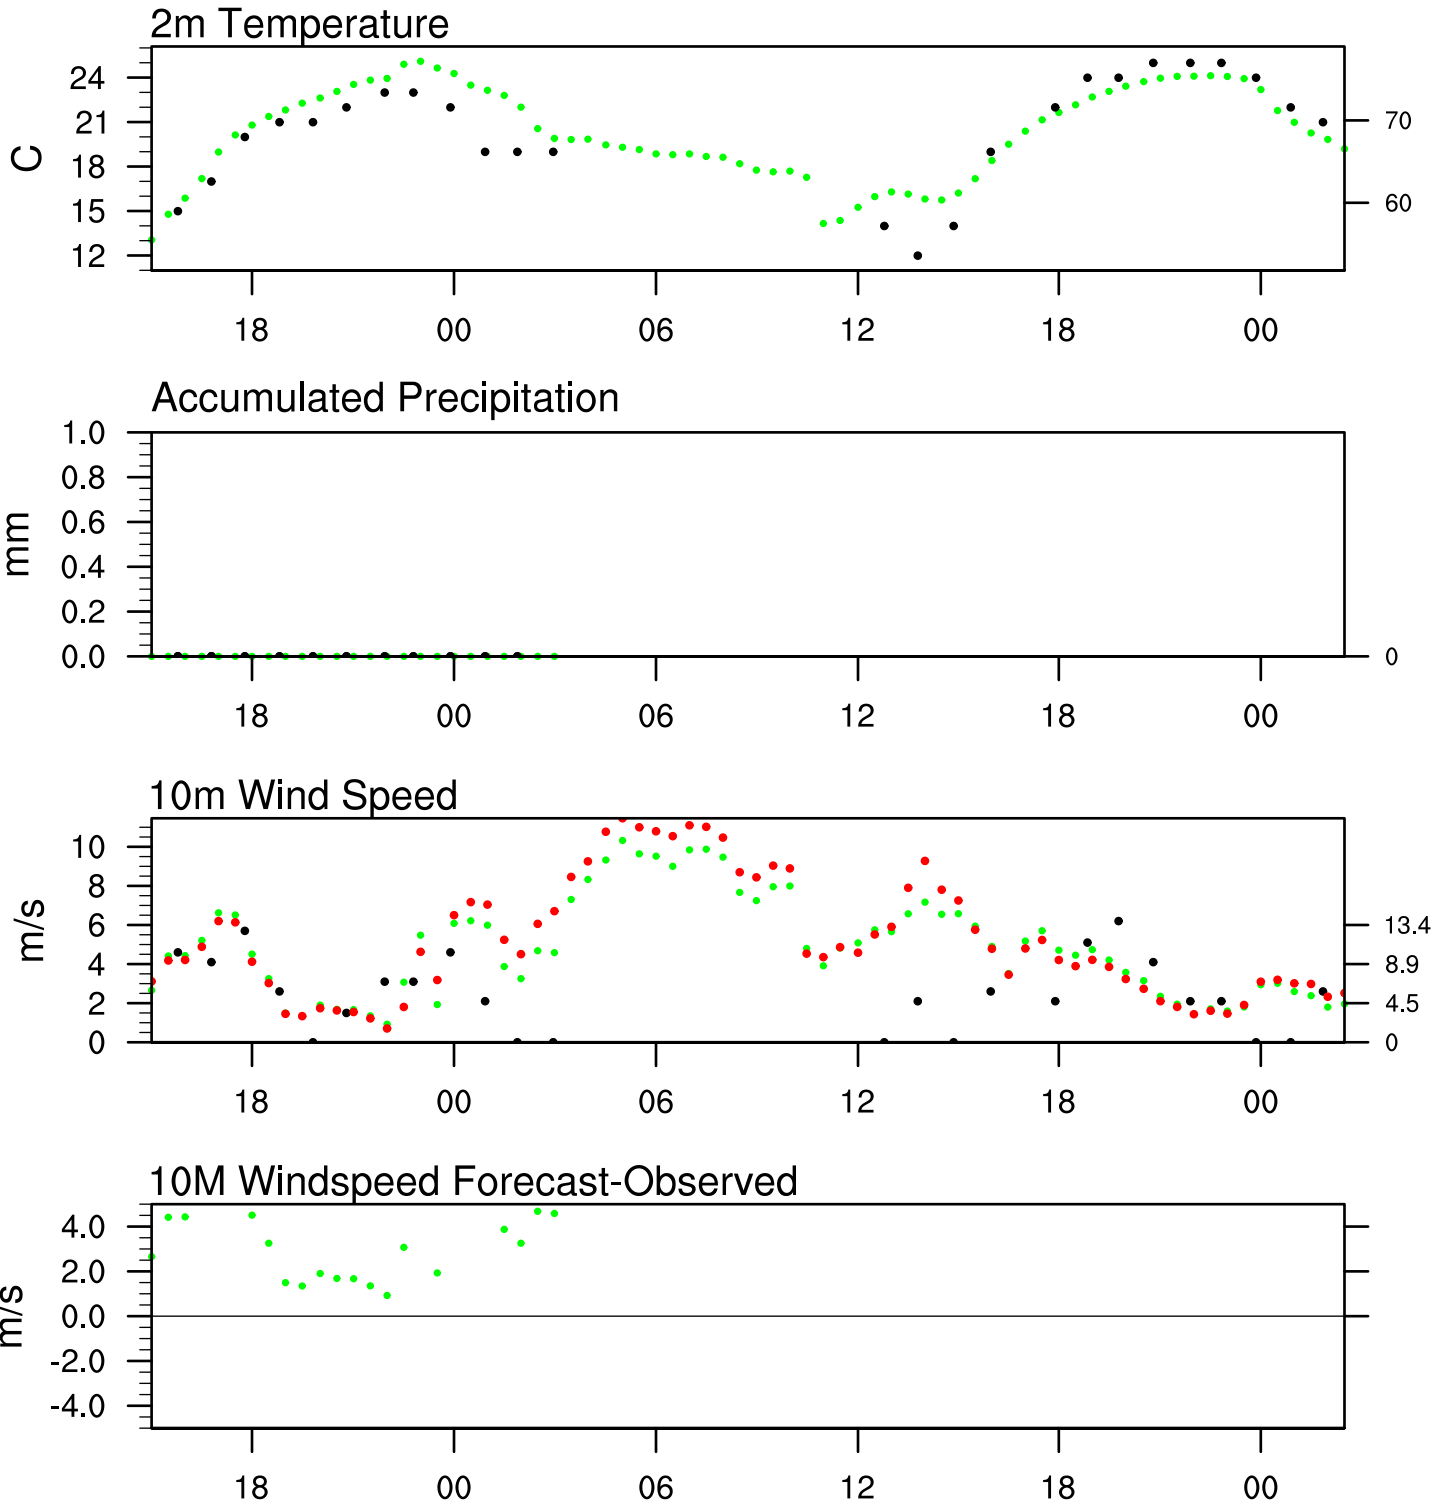 2m Temperature
24
21
18
15
12
C
70
60
18 00 06 12 18 00
Accumulated Precipitation
1.0
0.8
0.6
0.4
0.2
0.0
mm
0
18 00 06 12 18 00
10m Wind Speed
10
8
6
4
2
0
m/s
13.4
8.9
4.5
0
18 00 06 12 18 00
10M Windspeed Forecast-Observed
4.0
2.0
0.0
-2.0
-4.0
m/s
18 00 06 12 18 00